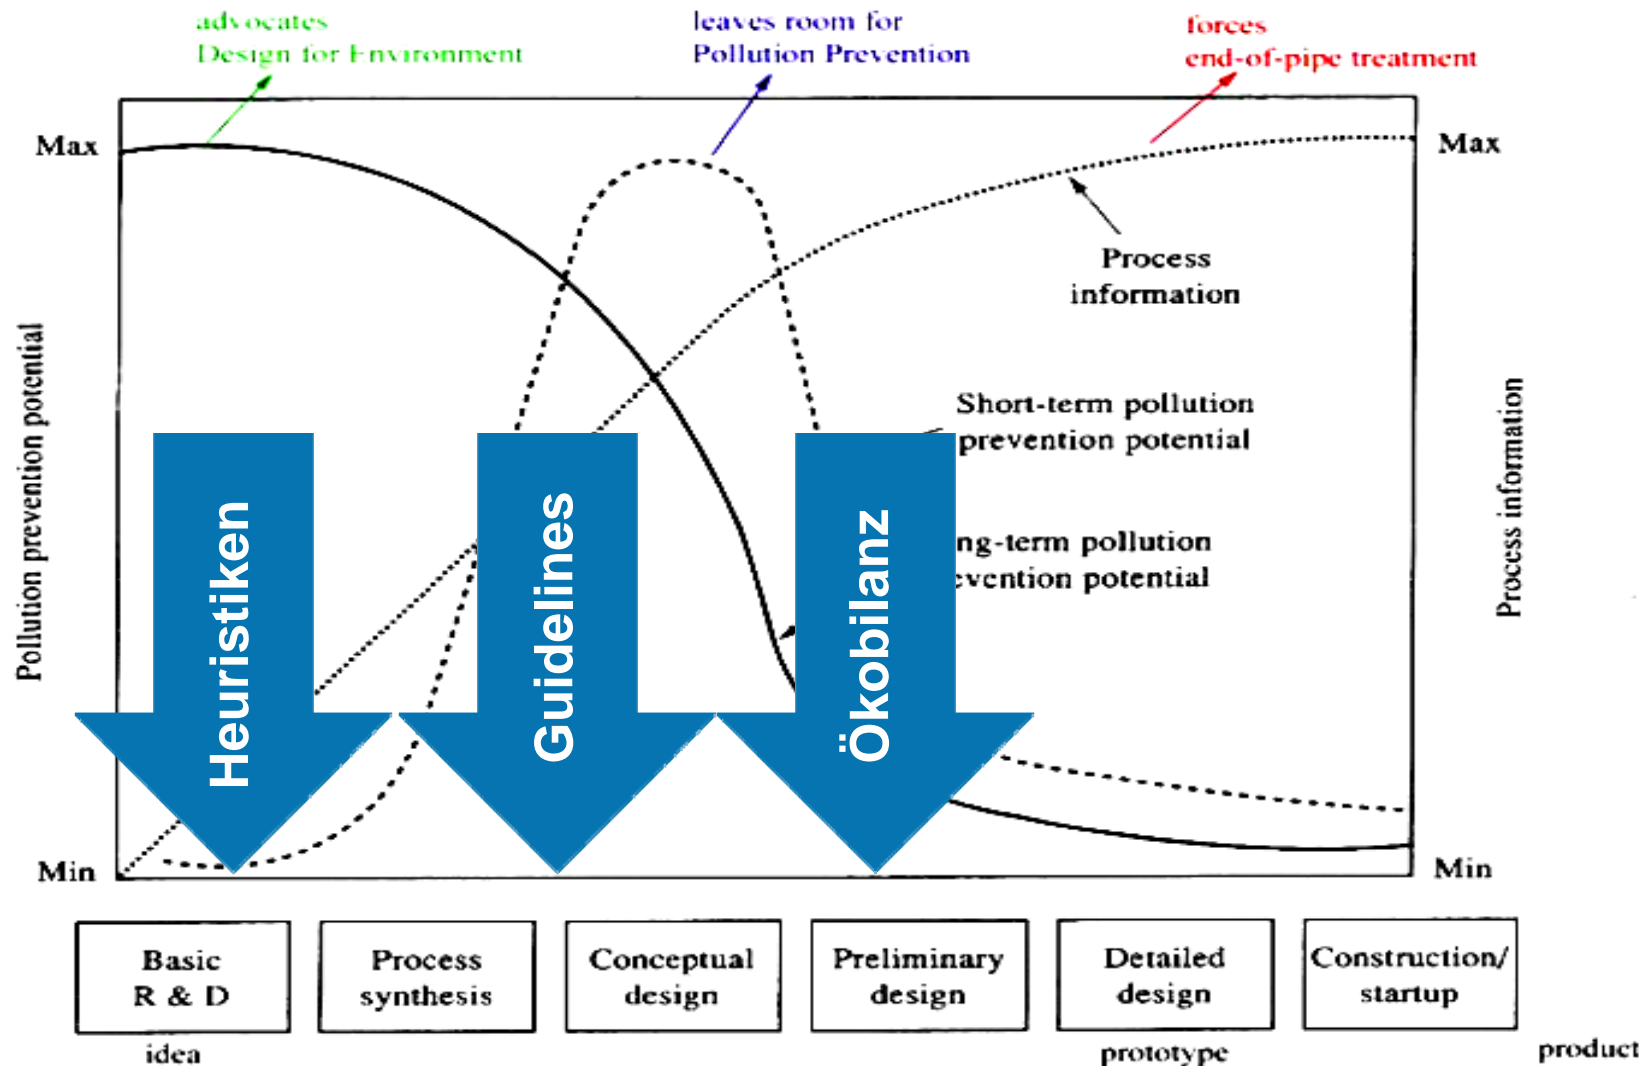 advocates
Design for Environment
leaves room for
Pollution Prevention
forces
end-of-pipe treatment
Max
Max
Process
information
Pollution prevention potential
Process information
Short-term pollution
prevention potential
ng-term pollution
evention potential
Heuristiken
Guidelines
Ökobilanz
Min
Min
Basic
R & D
Process
synthesis
Conceptual
design
Preliminary
design
Detailed
design
Construction/
startup
idea
prototype
product